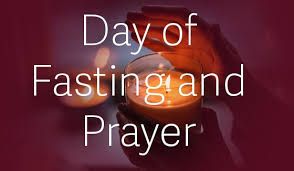 Day of
Fasting and
Prayer